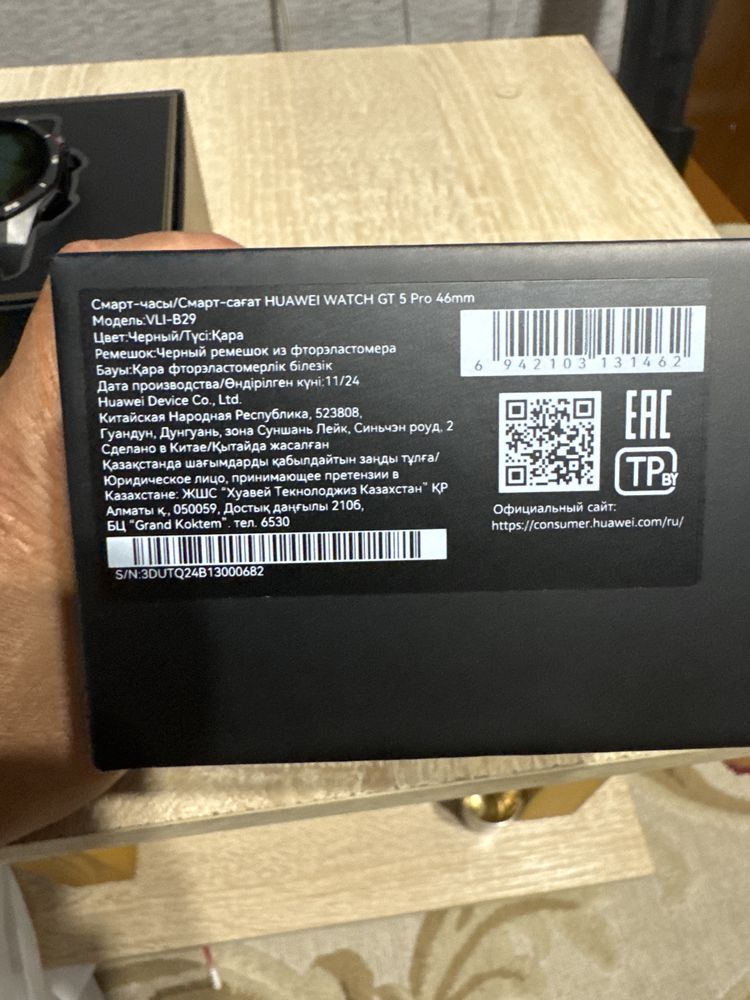 Смарт-часы/Смарт-сағат HUAWEI WATCH GT 5 Pro 46mm
Модель:VLI-B29
Цвет:Черный/Түсі:Қара
Ремешок:Черный ремешок из фторэластомера
Бауы:Қара фторэластомерлік білезік
Дата производства/Өндірілген күні:11/24
Huawei Device Co., Ltd.
Китайская Народная Республика, 523808,
Гуандун, Дунгуань, зона Суншань Лейк, Синьчэн роуд, 2
Сделано в Китае/Қытайда жасалған
Қазақстанда шағымдарды қабылдайтын заңды тұлға/
Юридическое лицо, принимающее претензии в
Казахстане: ЖШС "Хуавей Текнолоджиз Казахстан" ҚР
Алматы қ., 050059, Достық даңғылы 210б,
БЦ "Grand Koktem". тел. 6530
S/N:3DUTQ24B13000682
6 942103 131462
EAC
TP BY
Официальный сайт:
https://consumer.huawei.com/ru/